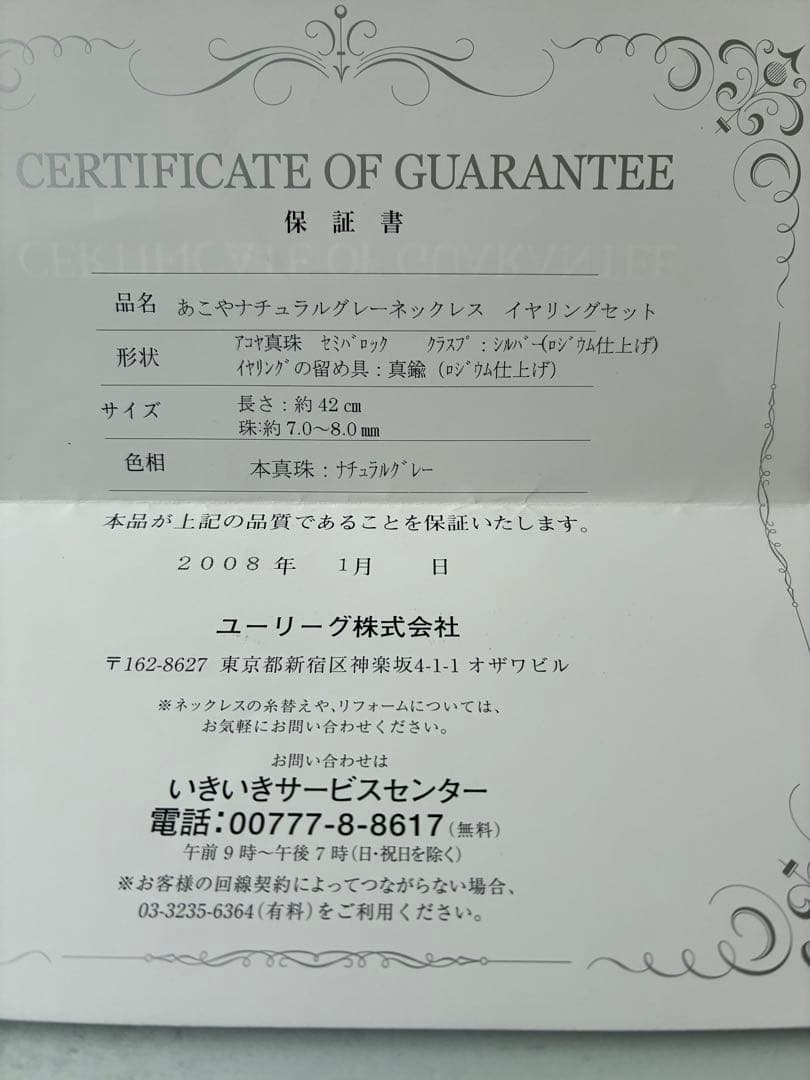 CERTIFICATE OF GUARANTEE
保証書
品名 あこやナチュラルグレーネックレス イヤリングセット
形状 ｱｺﾔ真珠 ｾﾐﾊﾞﾛｯｸ ｸﾗｽﾌﾟ：ｼﾙﾊﾞｰ(ﾛｼﾞｳﾑ仕上げ)
ｲﾔﾘﾝｸﾞの留め具：真鍮（ﾛｼﾞｳﾑ仕上げ）
サイズ 長さ：約42㎝
珠:約7.0～8.0㎜
色相 本真珠：ﾅﾁｭﾗﾙｸﾞﾚｰ
本品が上記の品質であることを保証いたします。
２００８年 １月 日
ユーリーグ株式会社
〒162-8627 東京都新宿区神楽坂4-1-1 オザワビル
※ネックレスの糸替えや、リフォームについては、
お気軽にお問い合わせください。
お問い合わせは
いきいきサービスセンター
電話：00777-8-8617（無料）
午前９時～午後７時（日・祝日を除く）
※お客様の回線契約によってつながらない場合、
03-3235-6364（有料）をご利用ください。